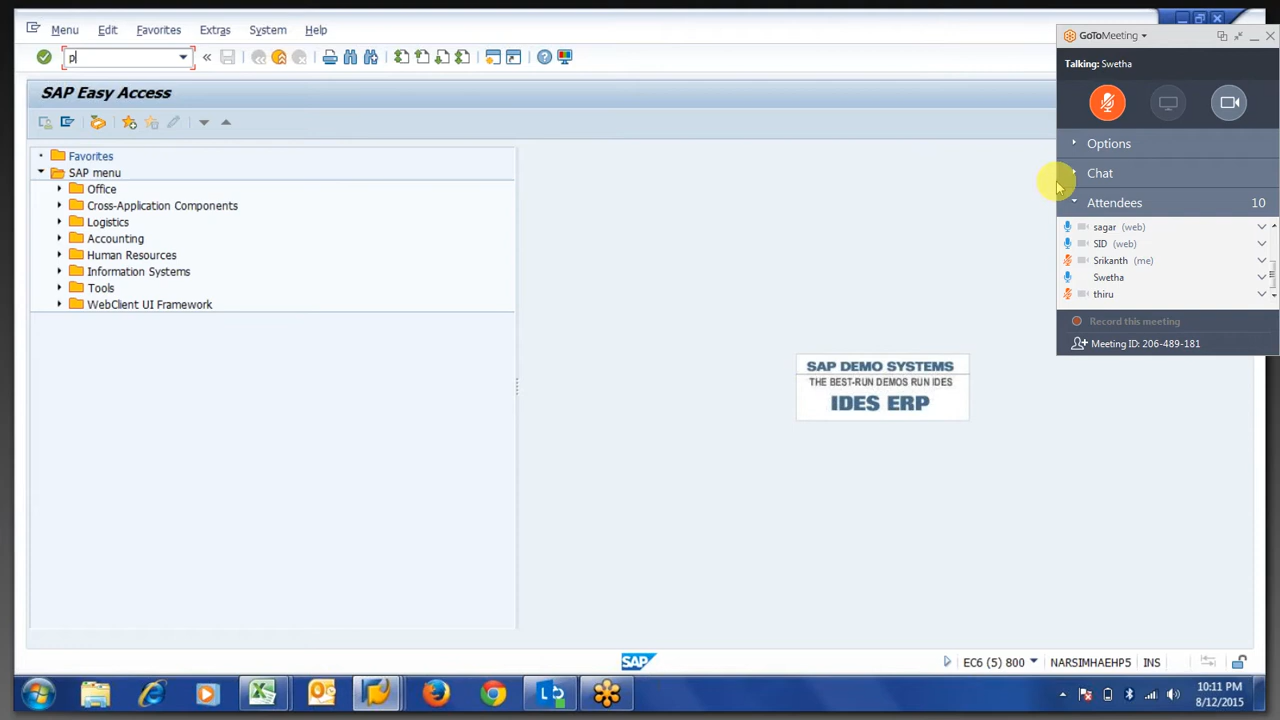 Menu Edit Favorites Extras System Help
GoToMeeting
p
Talking: Swetha
SAP Easy Access
Options
Favorites
Chat
SAP menu
Office
Attendees 10
Cross-Application Components
Logistics
sagar (web)
Accounting
SID (web)
Human Resources
Srikanth (me)
Information Systems
Swetha
Tools
thiru
WebClient UI Framework
Record this meeting
Meeting ID: 206-489-181
SAP DEMO SYSTEMS
THE BEST-RUN DEMOS RUN IDES
IDES ERP
SAP
EC6 (5) 800 NARSIMHAEHP5 INS
10:11 PM
8/12/2015